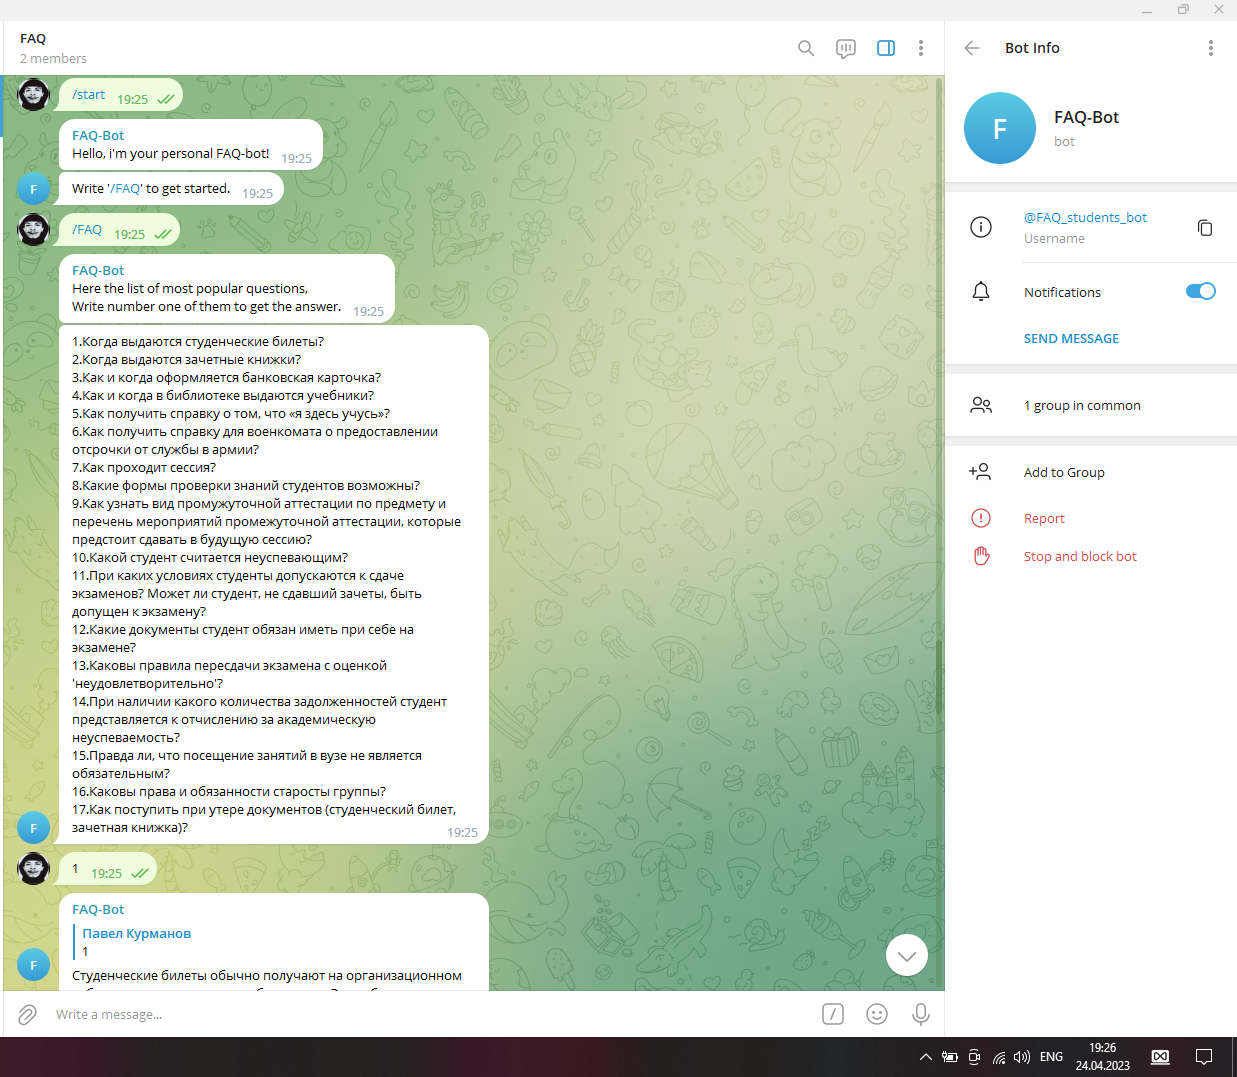 FAQ
2 members
/start 19:25
FAQ-Bot
Hello, i'm your personal FAQ-bot! 19:25
F
Write '/FAQ' to get started. 19:25
/FAQ 19:25
FAQ-Bot
Here the list of most popular questions,
Write number one of them to get the answer. 19:25
1.Когда выдаются студенческие билеты?
2.Когда выдаются зачетные книжки?
3.Как и когда оформляется банковская карточка?
4.Как и когда в библиотеке выдаются учебники?
5.Как получить справку о том, что «я здесь учусь»?
6.Как получить справку для военкомата о предоставлении
отсрочки от службы в армии?
7.Как проходит сессия?
8.Какие формы проверки знаний студентов возможны?
9.Как узнать вид промужуточной аттестации по предмету и
перечень мероприятий промежуточной аттестации, которые
предстоит сдавать в будущую сессию?
10.Какой студент считается неуспевающим?
11.При каких условиях студенты допускаются к сдаче
экзаменов? Может ли студент, не сдавший зачеты, быть
допущен к экзамену?
12.Какие документы студент обязан иметь при себе на
экзамене?
13.Каковы правила пересдачи экзамена с оценкой
'неудовлетворительно'?
14.При наличии какого количества задолженностей студент
представляется к отчислению за академическую
неуспеваемость?
15.Правда ли, что посещение занятий в вузе не является
обязательным?
16.Каковы права и обязанности старосты группы?
17.Как поступить при утере документов (студенческий билет,
зачетная книжка)?
19:25
F
1 19:25
FAQ-Bot
Павел Курманов
1
F
Студенческие билеты обычно получают на организационном
Write a message...
Bot Info
F
FAQ-Bot
bot
@FAQ_students_bot
Username
Notifications
SEND MESSAGE
1 group in common
Add to Group
Report
Stop and block bot
ENG
19:26
24.04.2023